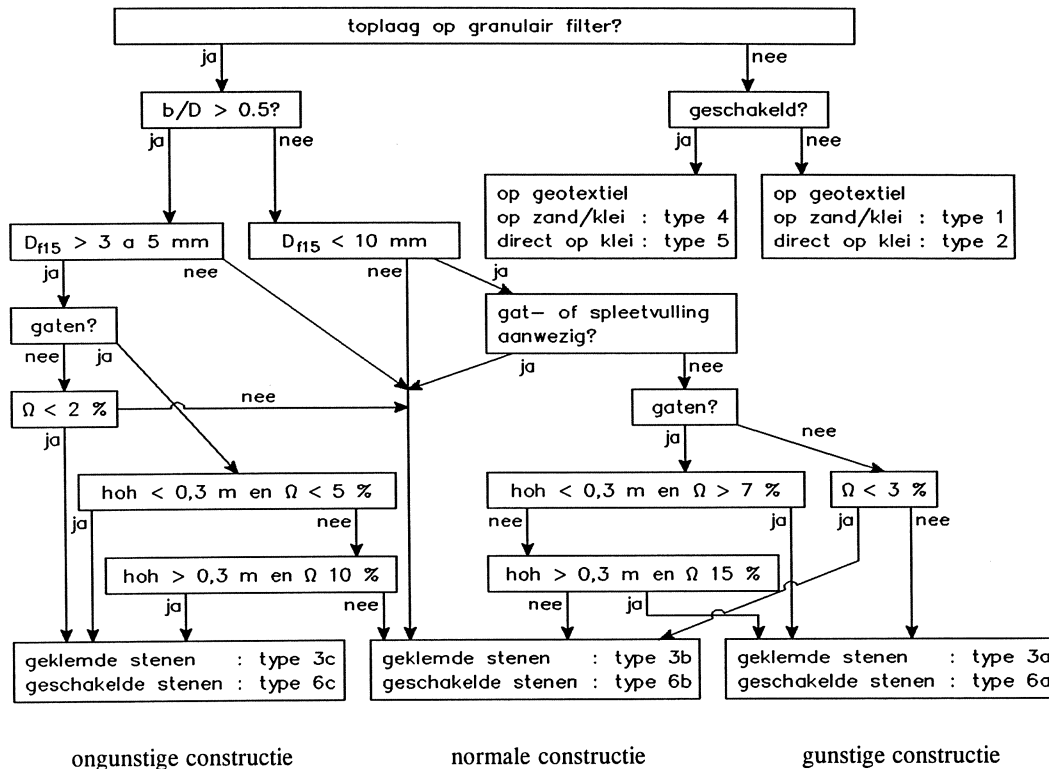 toplaag op granulair filter?
ja
nee
b/D > 0.5?
geschakeld?
ja
nee
ja
nee
op geotextiel
op zand/klei : type 4
direct op klei : type 5
op geotextiel
op zand/klei : type 1
direct op klei : type 2
Df15 > 3 a 5 mm
Df15 < 10 mm
ja
nee
nee
ja
gaten?
gat- of spleetvulling
aanwezig?
nee
ja
ja
nee
Ω < 2 %
nee
gaten?
ja
ja
nee
hoh < 0,3 m en Ω < 5 %
hoh < 0,3 m en Ω > 7 %
Ω < 3 %
ja
nee
nee
ja
ja
nee
hoh > 0,3 m en Ω 10 %
hoh > 0,3 m en Ω 15 %
ja
nee
nee
ja
geklemde stenen : type 3c
geschakelde stenen : type 6c
geklemde stenen : type 3b
geschakelde stenen : type 6b
geklemde stenen : type 3a
geschakelde stenen : type 6a
ongunstige constructie
normale constructie
gunstige constructie